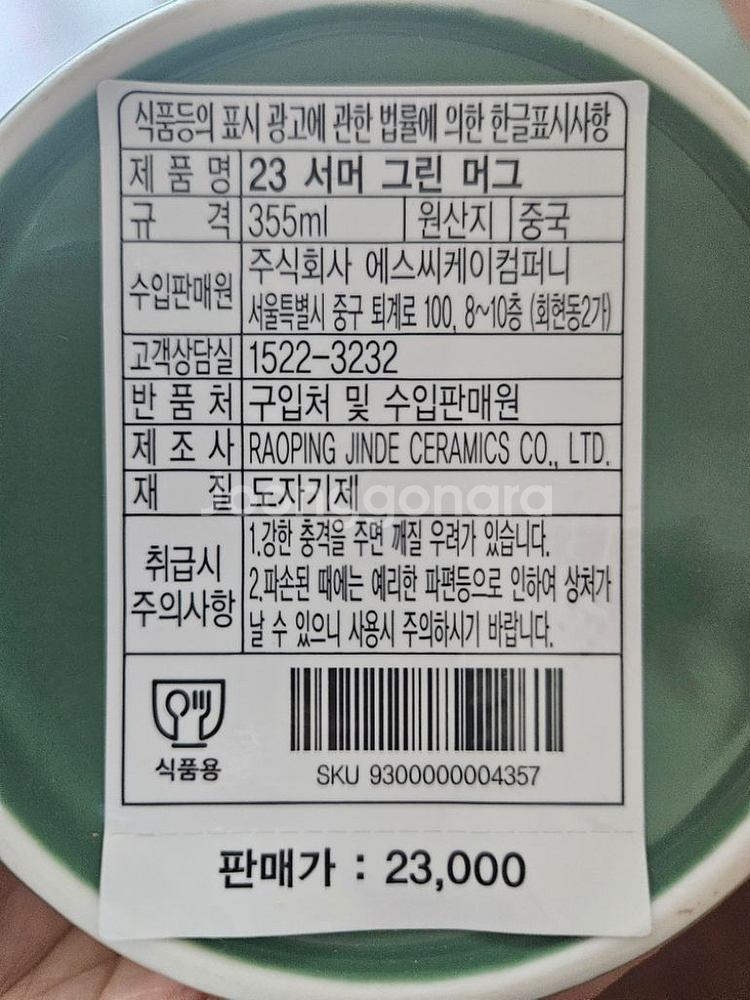 식품등의 표시 광고에 관한 법률에 의한 한글표시사항
제 품 명 23 서머 그린 머그
규 격 355ml 원산지 중국
수입판매원 주식회사 에스씨케이컴퍼니
서울특별시 중구 퇴계로 100, 8~10층 (회현동2가)
고객상담실 1522-3232
반 품 처 구입처 및 수입판매원
제 조 사 RAOPING JINDE CERAMICS CO., LTD.
재 질 도자기제
joonggonara
취급시 주의사항
1.강한 충격을 주면 깨질 우려가 있습니다.
2.파손된 때에는 예리한 파편등으로 인하여 상처가
날 수 있으니 사용시 주의하시기 바랍니다.
식품용
SKU 9300000004357
판매가 : 23,000